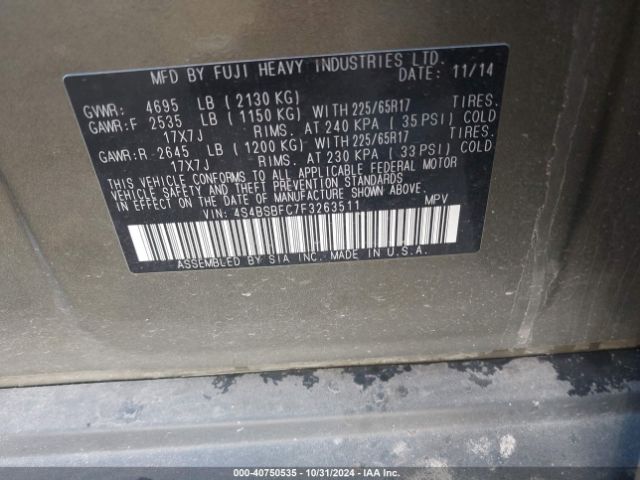 MFD BY FUJI HEAVY INDUSTRIES LTD.
DATE: 11/14
GVWR: 4695 LB (2130 KG)
GAWR:F 2535 LB (1150 KG) WITH 225/65R17 TIRES.
17X7J RIMS. AT 240 KPA (35 PSI) COLD
GAWR:R 2645 LB (1200 KG) WITH 225/65R17 TIRES.
17X7J RIMS. AT 230 KPA (33 PSI) COLD
THIS VEHICLE CONFORMS TO ALL APPLICABLE FEDERAL MOTOR
VEHICLE SAFETY AND THEFT PREVENTION STANDARDS IN
EFFECT ON THE DATE OF MANUFACTURE SHOWN ABOVE.
VIN: 4S4BSBFC7F3263511 MPV
ASSEMBLED BY SIA INC. MADE IN U.S.A.
000-40750535 - 10/31/2024 - IAA Inc.